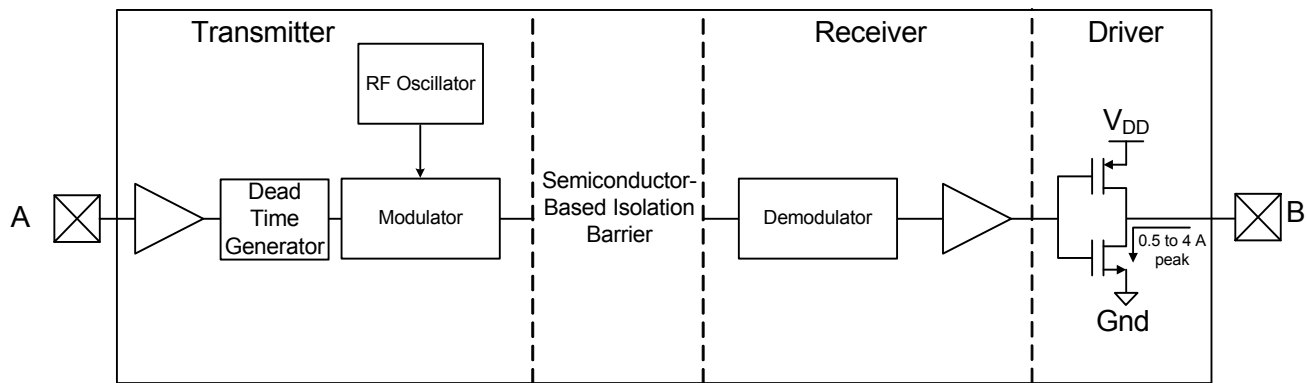 Transmitter
Receiver
Driver
RF Oscillator
V_DD
A
Dead
Time
Generator
Modulator
Semiconductor-
Based Isolation
Barrier
Demodulator
B
0.5 to 4 A
peak
Gnd